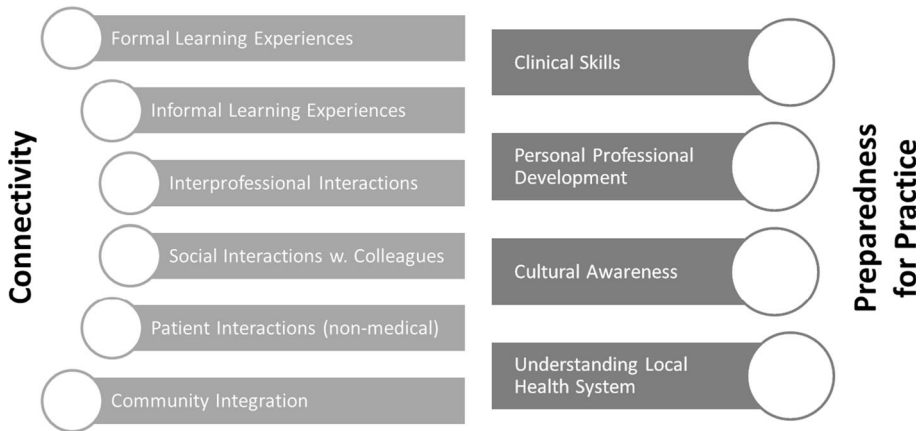 Connectivity
Formal Learning Experiences
Informal Learning Experiences
Interprofessional Interactions
Social Interactions w. Colleagues
Patient Interactions (non-medical)
Community Integration
Clinical Skills
Personal Professional
Development
Cultural Awareness
Understanding Local
Health System
Preparedness
for Practice